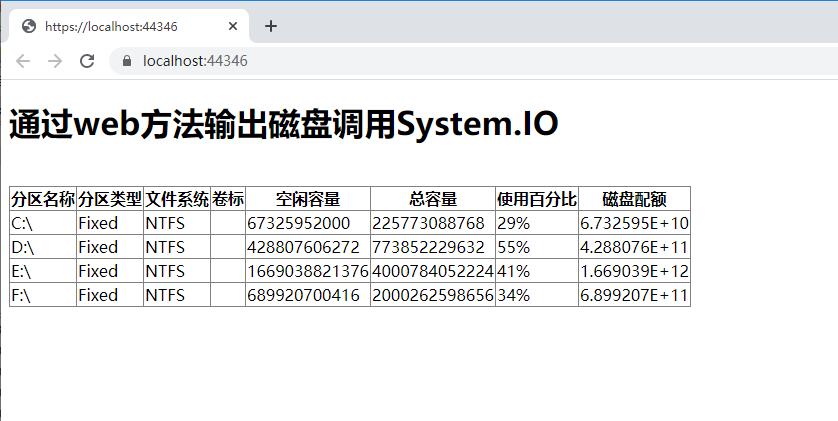 https://localhost:44346
localhost:44346
通过web方法输出磁盘调用System.IO
分区名称 分区类型 文件系统 卷标 空闲容量 总容量 使用百分比 磁盘配额
C:\ Fixed NTFS 67325952000 225773088768 29% 6.732595E+10
D:\ Fixed NTFS 428807606272 773852229632 55% 4.288076E+11
E:\ Fixed NTFS 1669038821376 4000784052224 41% 1.669039E+12
F:\ Fixed NTFS 689920700416 2000262598656 34% 6.899207E+11